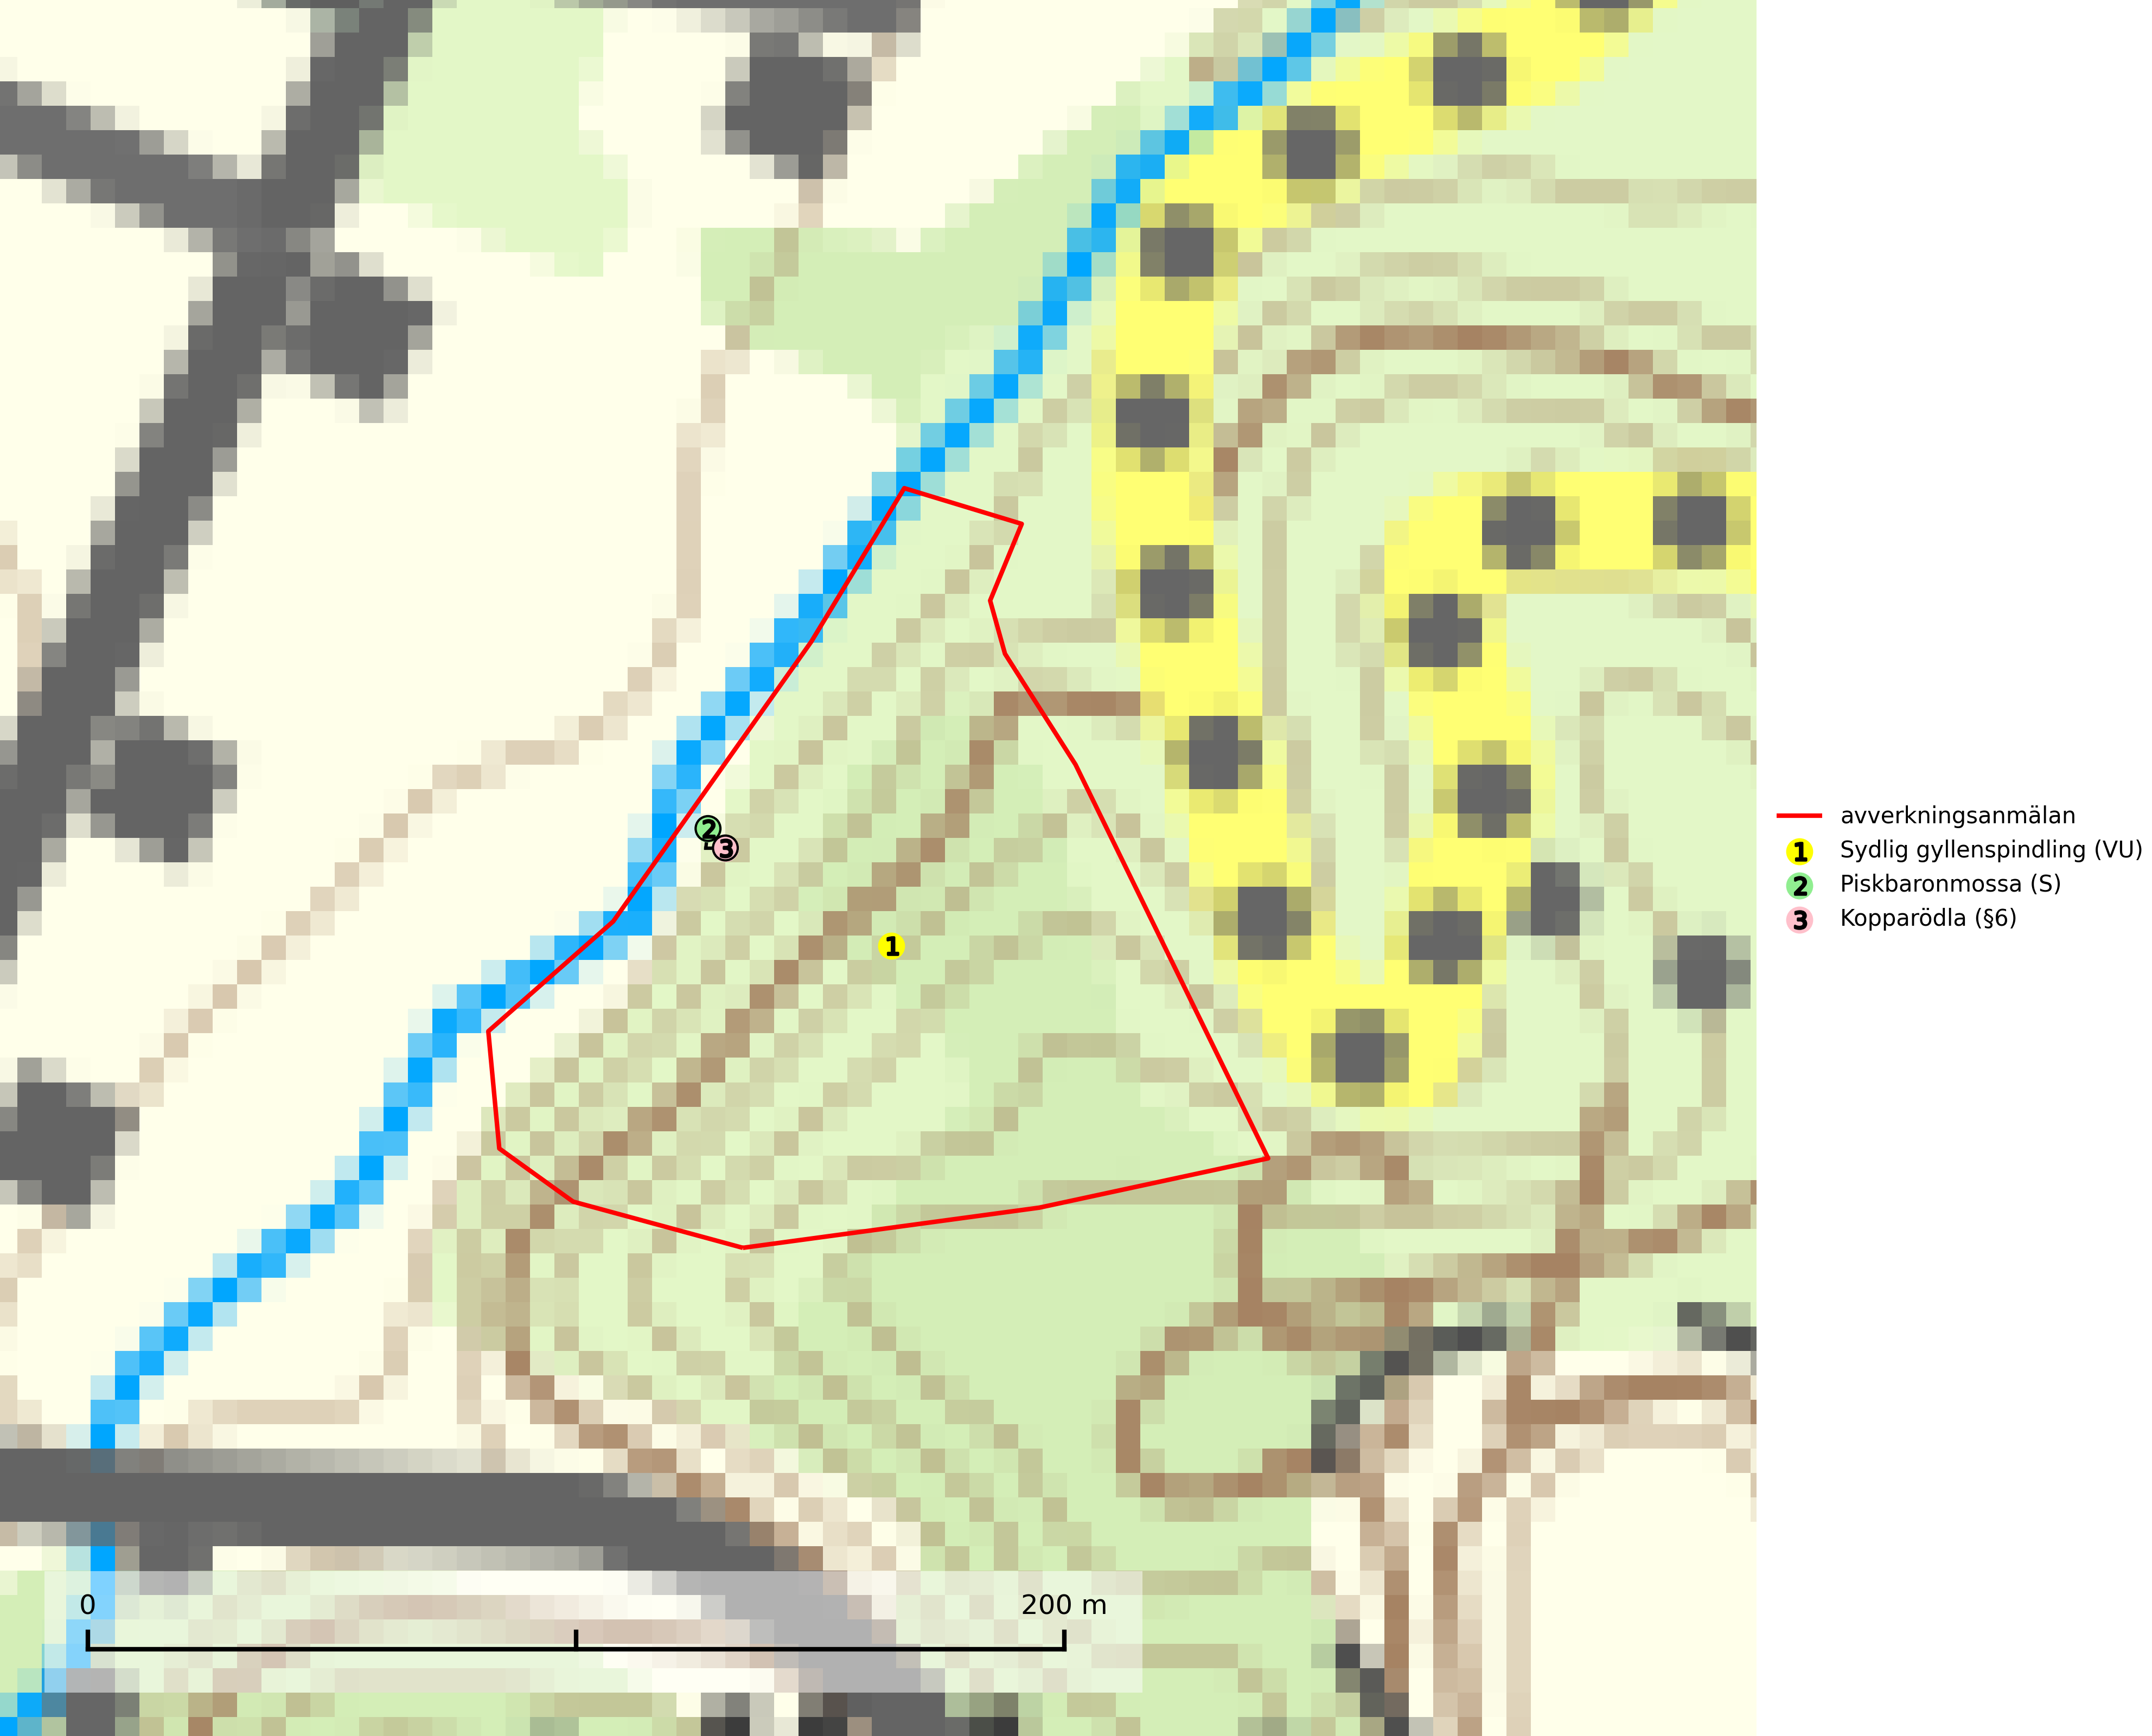 2
3
1
avverkningsanmälan
1 Sydlig gyllenspindling (VU)
2 Piskbaronmossa (S)
3 Kopparödla (§6)
0 200 m